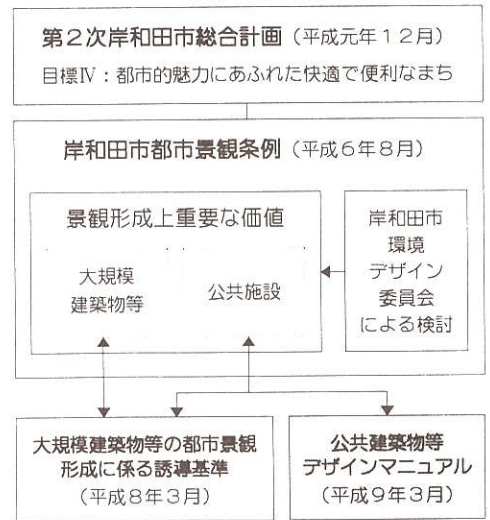 第2次岸和田市総合計画（平成元年12月）
目標Ⅳ：都市的魅力にあふれた快適で便利なまち
岸和田市都市景観条例（平成6年8月）
景観形成上重要な価値
大規模
建築物等
公共施設
岸和田市
環境
デザイン
委員会
による検討
大規模建築物等の都市景観
形成に係る誘導基準
（平成8年3月）
公共建築物等
デザインマニュアル
（平成9年3月）